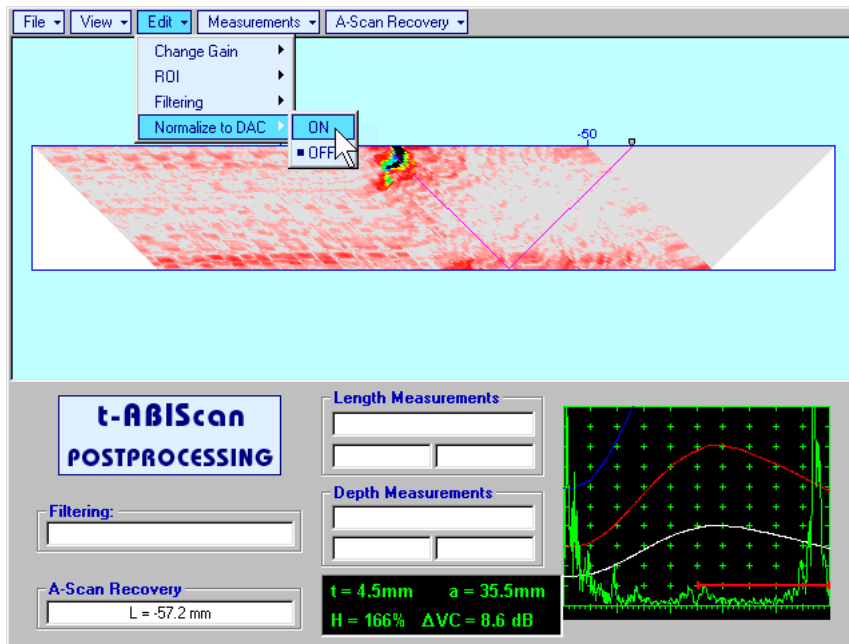 File View Edit Measurements A-Scan Recovery
Change Gain
ROI
Filtering
Normalize to DAC
ON
OFF
-50
t-ABIScan
POSTPROCESSING
Filtering:
A-Scan Recovery
L = -57.2 mm
Length Measurements
Depth Measurements
t = 4.5mm a = 35.5mm
H = 166% ΔVC = 8.6 dB